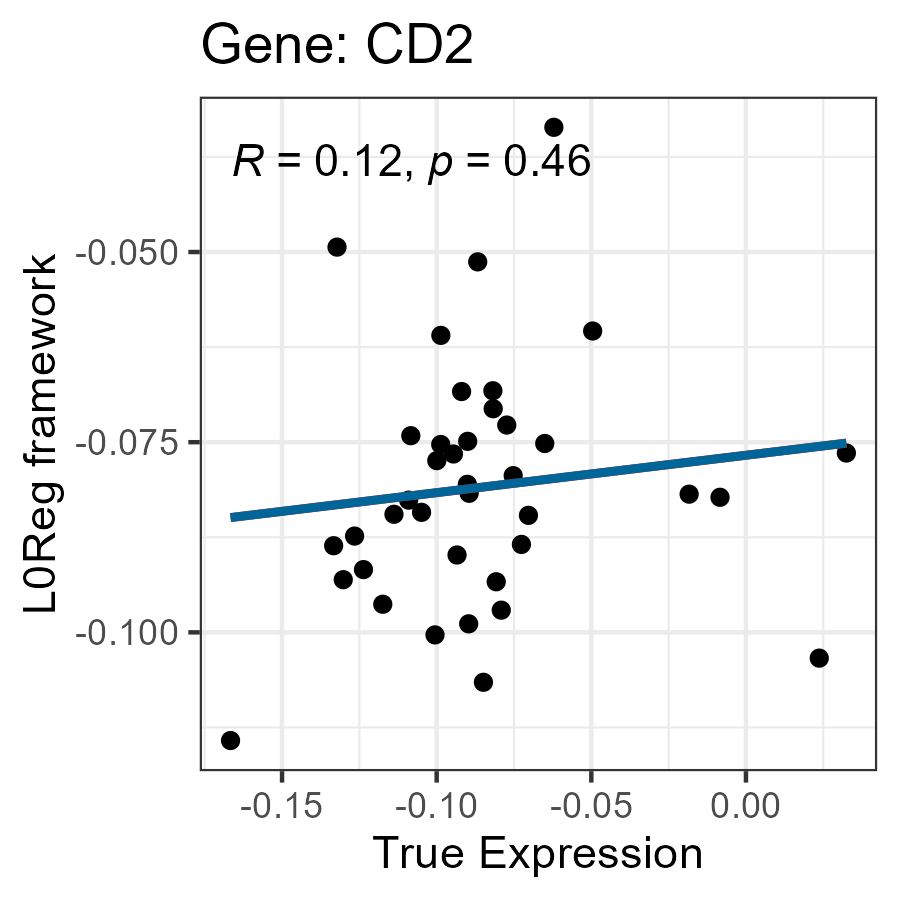 Gene: CD2
R = 0.12, p = 0.46
L0Reg framework
-0.050
-0.075
-0.100
-0.15 -0.10 -0.05 0.00
True Expression